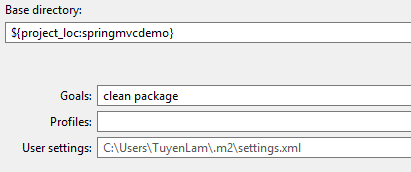 Base directory:
${project_loc:springmvcdemo}
Goals: clean package
Profiles:
User settings: C:\Users\TuyenLam\.m2\settings.xml